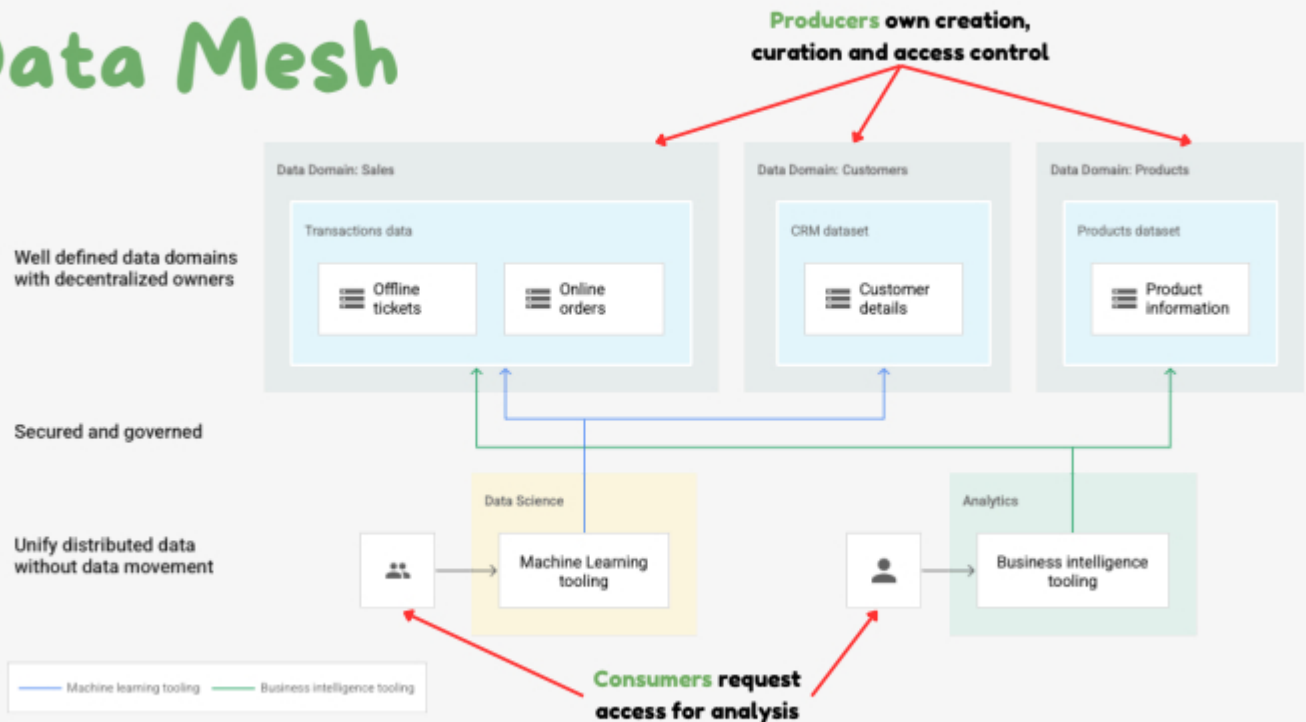 Data Mesh
Producers own creation,
curation and access control
Data Domain: Sales
Data Domain: Customers
Data Domain: Products
Transactions data
CRM dataset
Products dataset
Well defined data domains
with decentralized owners
Offline
tickets
Online
orders
Customer
details
Product
information
Secured and governed
Data Science
Analytics
Unify distributed data
without data movement
Machine Learning
tooling
Business intelligence
tooling
Machine learning tooling
Business intelligence tooling
Consumers request
access for analysis